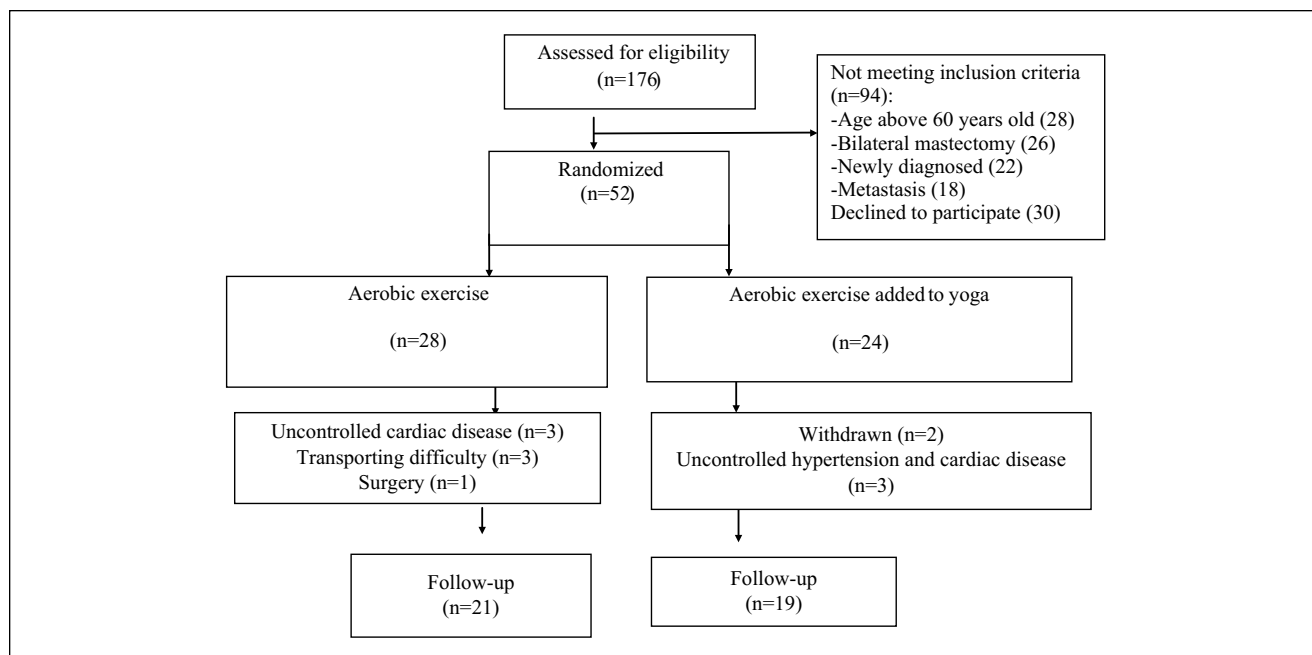 Assessed for eligibility
(n=176)
Not meeting inclusion criteria
(n=94):
-Age above 60 years old (28)
-Bilateral mastectomy (26)
-Newly diagnosed (22)
-Metastasis (18)
Declined to participate (30)
Randomized
(n=52)
Aerobic exercise
(n=28)
Aerobic exercise added to yoga
(n=24)
Uncontrolled cardiac disease (n=3)
Transporting difficulty (n=3)
Surgery (n=1)
Withdrawn (n=2)
Uncontrolled hypertension and cardiac disease
(n=3)
Follow-up
(n=21)
Follow-up
(n=19)